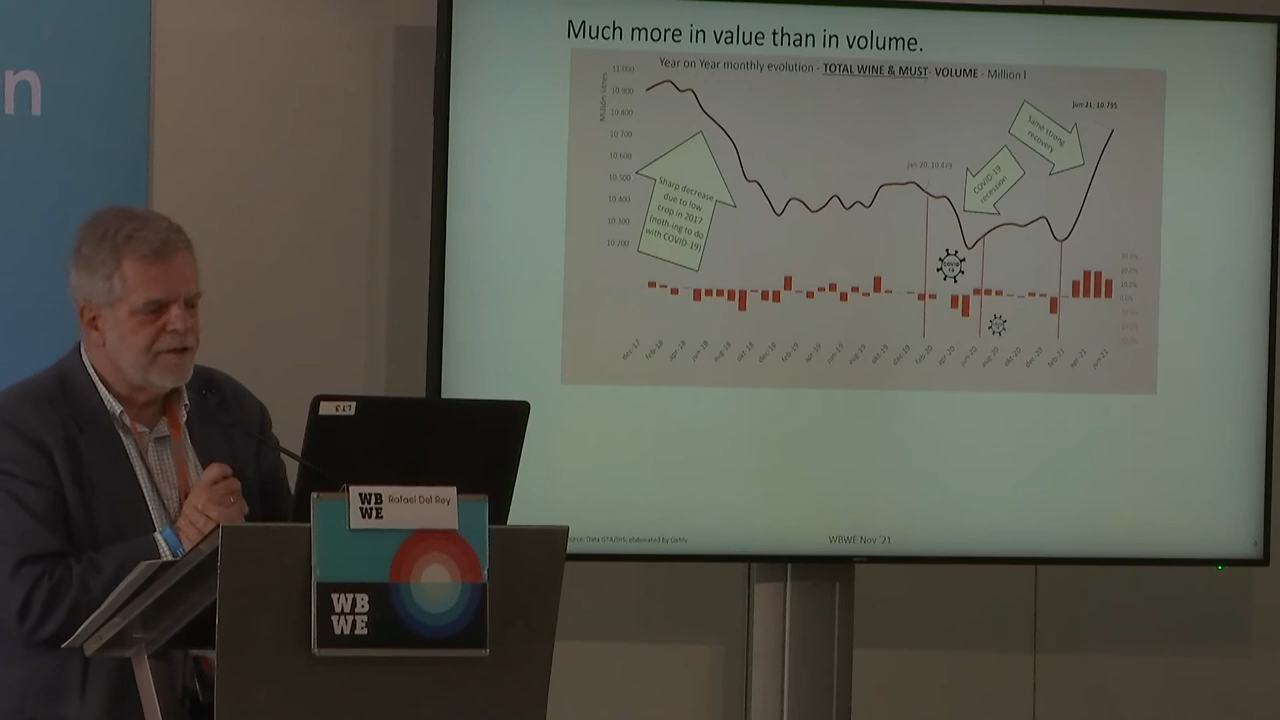 n
Much more in value than in volume.
Year on Year monthly evolution - TOTAL WINE & MUST- VOLUME - Million l
Million litres
11.000
10.900
10.800
10.700
10.600
10.500
10.400
10.300
10.200
Sharp decrease
due to low
crop in 2017
(noth-ing to do
with COVID-19)
COVID-19
recession
Same strong
recovery
jun-21; 10.795
COVID
19
dec-17
feb-18
apr-18
jun-18
aug-18
okt-18
dec-18
feb-19
apr-19
jun-19
aug-19
okt-19
dec-19
feb-20
apr-20
jun-20
aug-20
okt-20
dec-20
feb-21
apr-21
jun-21
WBWE Nov '21
LT3
WB
WE
Rafael Del Rey
WB
WE